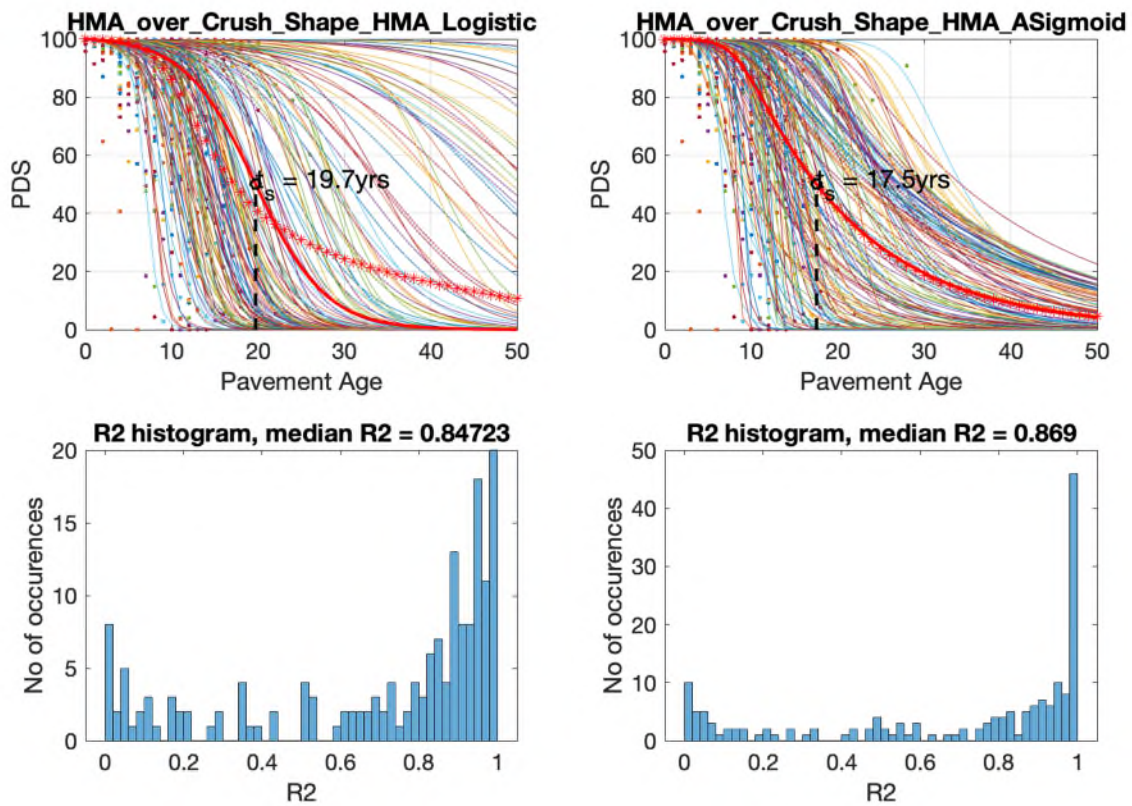 HMA_over_Crush_Shape_HMA_Logistic
100
80
60
40
20
0
PDS
t_s = 19.7yrs
0 10 20 30 40 50
Pavement Age
HMA_over_Crush_Shape_HMA_ASigmoid
100
80
60
40
20
0
PDS
t_s = 17.5yrs
0 10 20 30 40 50
Pavement Age
R2 histogram, median R2 = 0.84723
20
15
10
5
0
No of occurences
0 0.2 0.4 0.6 0.8 1
R2
R2 histogram, median R2 = 0.869
50
40
30
20
10
0
No of occurences
0 0.2 0.4 0.6 0.8 1
R2